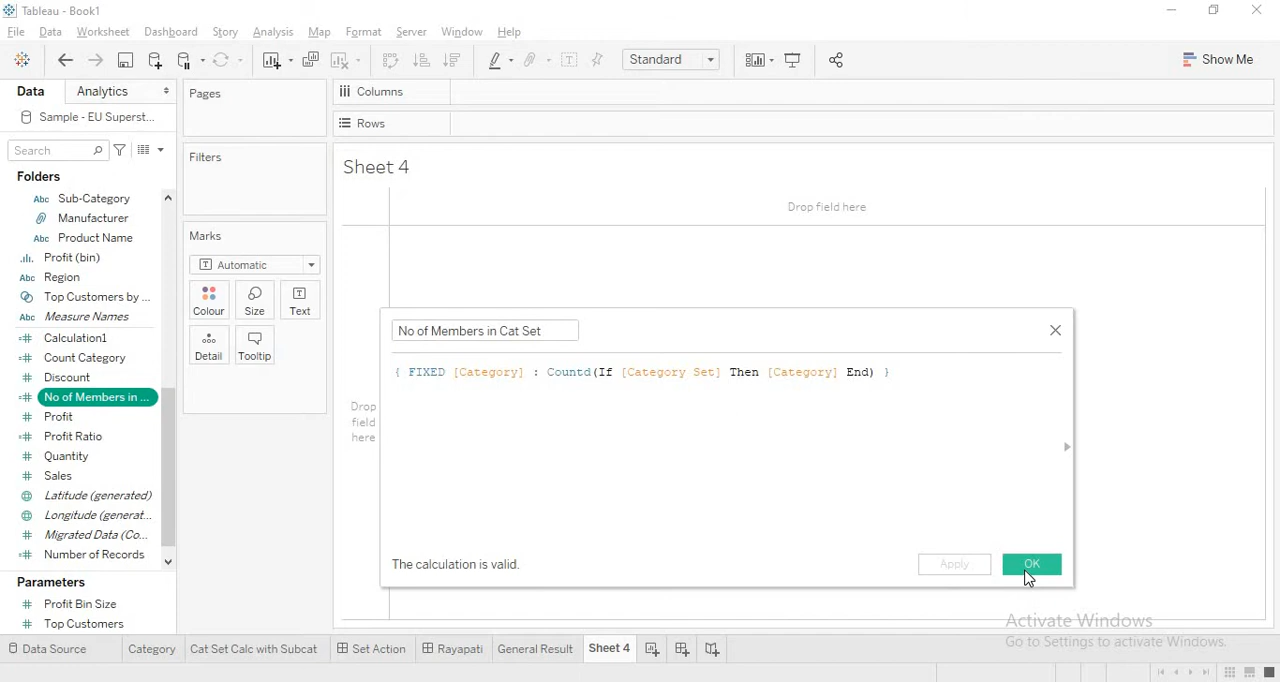 Tableau - Book1
File Data Worksheet Dashboard Story Analysis Map Format Server Window Help
Standard
Show Me
Data Analytics
Sample - EU Superst...
Search
Folders
Abc Sub-Category
Manufacturer
Abc Product Name
Profit (bin)
Abc Region
Top Customers by ...
Abc Measure Names
=# Calculation1
=# Count Category
# Discount
=# No of Members in ...
# Profit
=# Profit Ratio
# Quantity
# Sales
Latitude (generated)
Longitude (generat...
# Migrated Data (Co...
=# Number of Records
Parameters
# Profit Bin Size
# Top Customers
Pages
Filters
Marks
T Automatic
Colour Size Text
Detail Tooltip
Columns
Rows
Sheet 4
Drop field here
Drop
field
here
No of Members in Cat Set
{ FIXED [Category] : Countd(If [Category Set] Then [Category] End) }
The calculation is valid.
Apply OK
Activate Windows
Go to Settings to activate Windows.
Data Source Category Cat Set Calc with Subcat Set Action Rayapati General Result Sheet 4